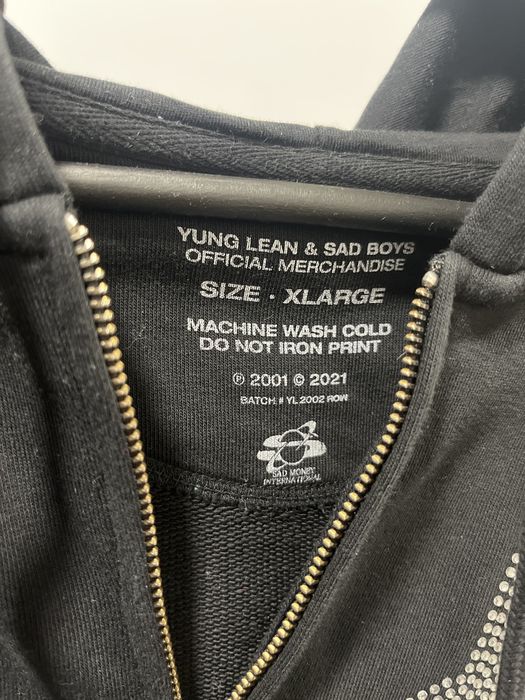 YUNG LEAN & SAD BOYS
OFFICIAL MERCHANDISE
SIZE · XLARGE
MACHINE WASH COLD
DO NOT IRON PRINT
℗ 2001 © 2021
BATCH # YL 2002 ROW
SAD MONEY
INTERNATIONAL